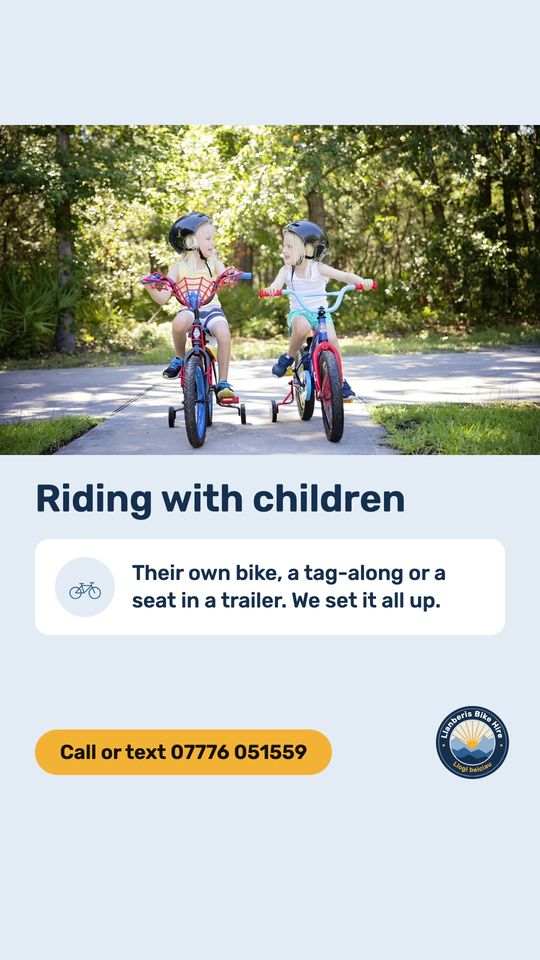 Riding with children
Their own bike, a tag-along or a
seat in a trailer. We set it all up.
Call or text 07776 051559
Llanberis Bike Hire
Llogi beiciau